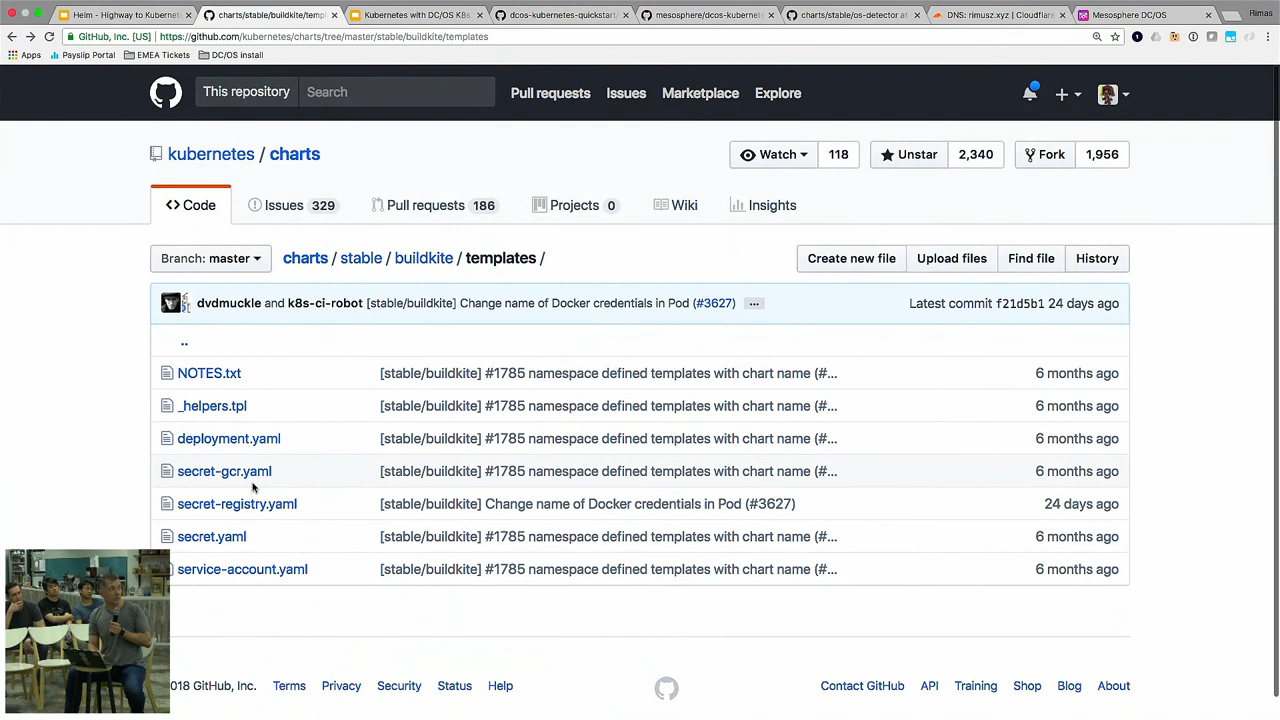 Helm - Highway to Kubernet
charts/stable/buildkite/templ
Kubernetes with DC/OS K8s
dcos-kubernetes-quickstart/
mesosphere/dcos-kubernetes
charts/stable/os-detector at
DNS: rimusz.xyz | Cloudflare
Mesosphere DC/OS
Rimas
GitHub, Inc. [US] https://github.com/kubernetes/charts/tree/master/stable/buildkite/templates
Apps Payslip Portal EMEA Tickets DC/OS install
This repository Search Pull requests Issues Marketplace Explore
kubernetes / charts Watch 118 Unstar 2,340 Fork 1,956
Code Issues 329 Pull requests 186 Projects 0 Wiki Insights
Branch: master charts / stable / buildkite / templates / Create new file Upload files Find file History
dvdmuckle and k8s-ci-robot [stable/buildkite] Change name of Docker credentials in Pod (#3627) ... Latest commit f21d5b1 24 days ago
..
NOTES.txt [stable/buildkite] #1785 namespace defined templates with chart name (#... 6 months ago
_helpers.tpl [stable/buildkite] #1785 namespace defined templates with chart name (#... 6 months ago
deployment.yaml [stable/buildkite] #1785 namespace defined templates with chart name (#... 6 months ago
secret-gcr.yaml [stable/buildkite] #1785 namespace defined templates with chart name (#... 6 months ago
secret-registry.yaml [stable/buildkite] Change name of Docker credentials in Pod (#3627) 24 days ago
secret.yaml [stable/buildkite] #1785 namespace defined templates with chart name (#... 6 months ago
service-account.yaml [stable/buildkite] #1785 namespace defined templates with chart name (#... 6 months ago
018 GitHub, Inc. Terms Privacy Security Status Help Contact GitHub API Training Shop Blog About